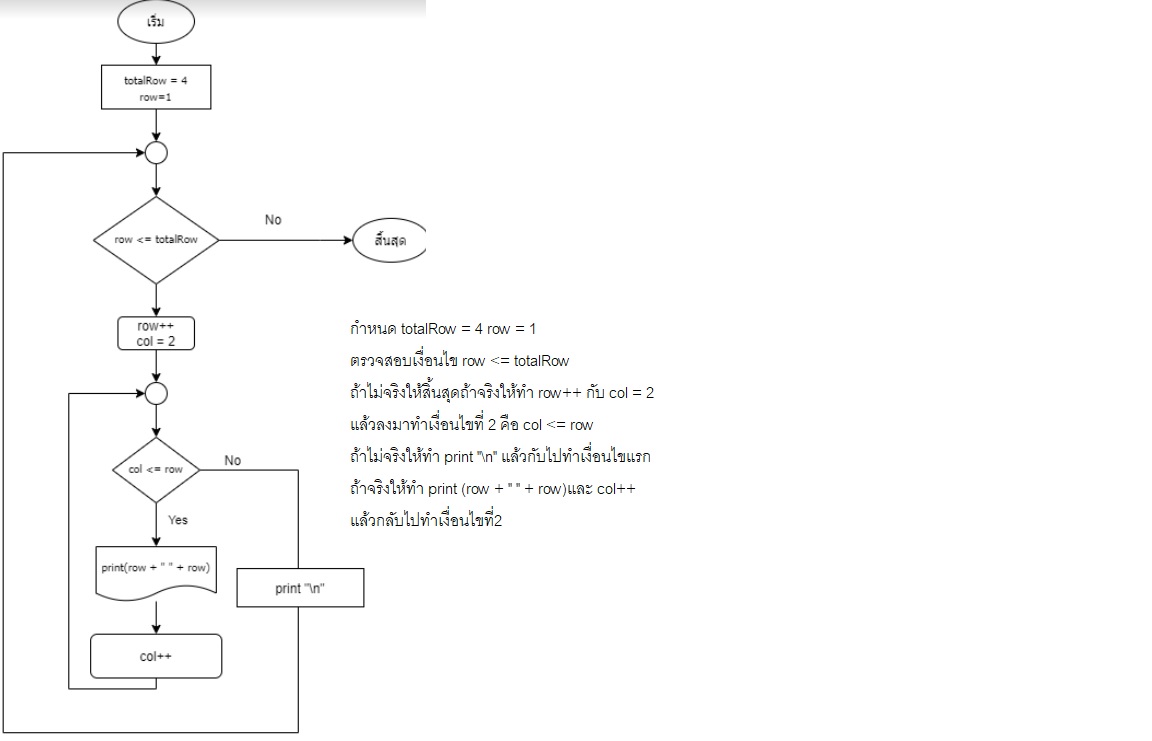 เริ่ม
totalRow = 4
row=1
row <= totalRow
No
สิ้นสุด
row++
col = 2
col <= row
No
Yes
print(row + " " + row)
print "\n"
col++
กำหนด totalRow = 4 row = 1
ตรวจสอบเงื่อนไข row <= totalRow
ถ้าไม่จริงให้สิ้นสุดถ้าจริงให้ทำ row++ กับ col = 2
แล้วลงมาทำเงื่อนไขที่ 2 คือ col <= row
ถ้าไม่จริงให้ทำ print "\n" แล้วกับไปทำเงื่อนไขแรก
ถ้าจริงให้ทำ print (row + " " + row)และ col++
แล้วกลับไปทำเงื่อนไขที่2